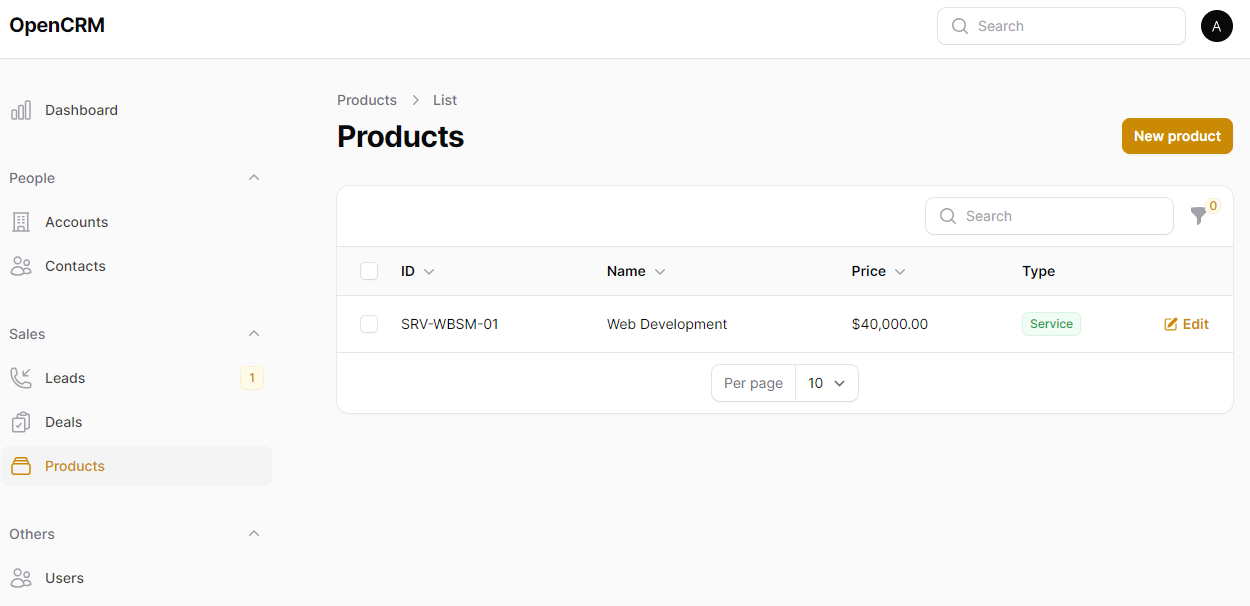 OpenCRM
Search
A
Dashboard
People
Accounts
Contacts
Sales
Leads
1
Deals
Products
Others
Users
Products > List
Products
New product
Search
0
ID Name Price Type
SRV-WBSM-01 Web Development $40,000.00 Service Edit
Per page 10